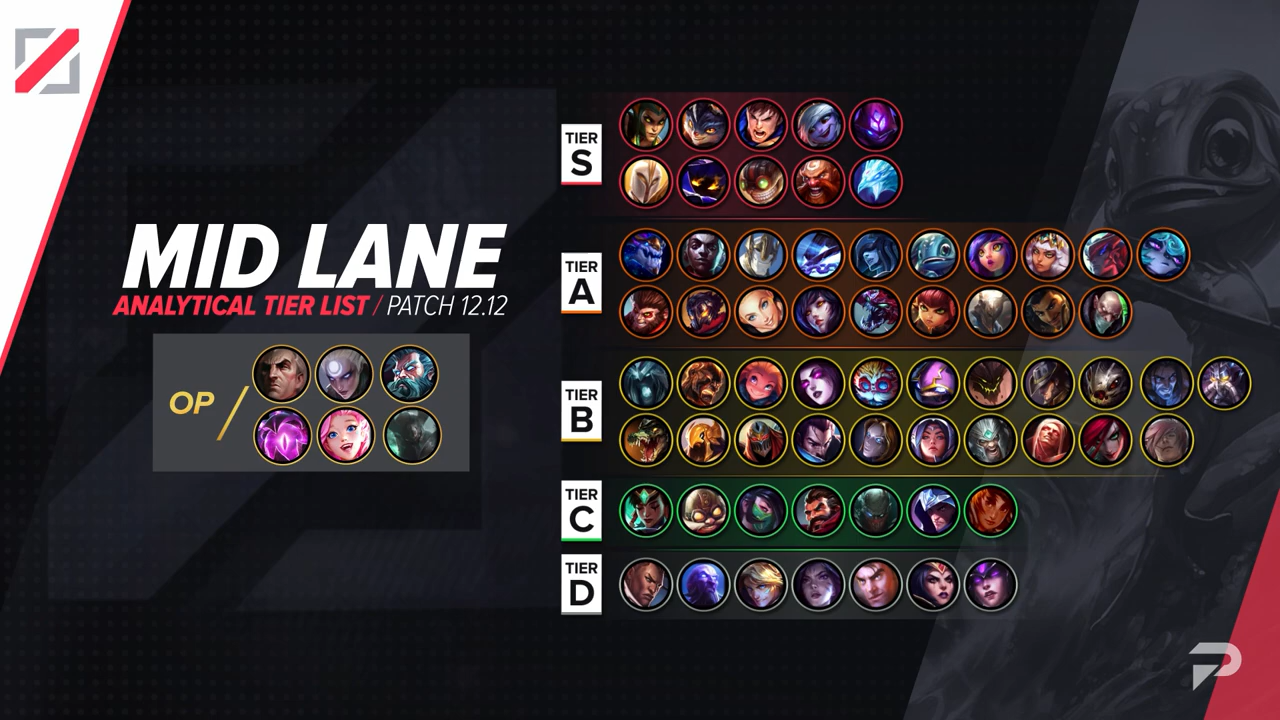 MID LANE
ANALYTICAL TIER LIST / PATCH 12.12
OP /
TIER
S
TIER
A
TIER
B
TIER
C
TIER
D